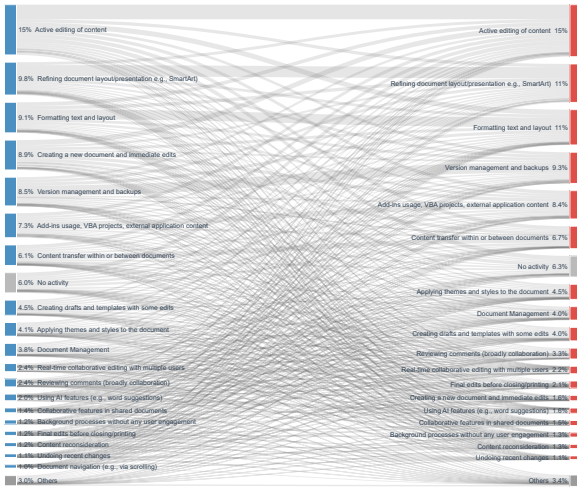 15% Active editing of content
9.8% Refining document layout/presentation e g., SmartArt)
9.1% Formatting text and layout
8.9% Creating a new document and immediate edits
8.5% Version management and backups
7.3% Add-ins usage, VBA projects, external application content
6.1% Content transfer within or between documents
6.0% No activity
4.5% Creating drafts and templates with some edits
4.1% Applying themes and styles to the document
3.8% Document Management
2.4% Real-time collaborative editing with multiple users
2.4% Reviewing comments (broadly collaboration)
2.0% Using AI features (e.g., word suggestions)
1.4% Collaborative features in shared documents
1.2% Background processes without any user engagement
1.2% Final edits before closing/printing
1.2% Content reconsideration
1.1% Undoing recent changes
1.0% Document navigation (e.g., via scrolling)
3.0% Others
Active editing of content 15%
Refining document layout/presentation e.g., SmartArt) 11%
Formatting text and layout 11%
Version management and backups 9.3%
Add-ins usage, VBA projects, external application content 8.4%
Content transfer within or between documents 6.7%
No activity 6.3%
Applying themes and styles to the document 4.5%
Document Management 4.0%
Creating drafts and templates with some edits 4.0%
Reviewing comments (broadly collaboration) 3.3%
Real-time collaborative editing with multiple users 2.2%
Final edits before closing/printing 2.1%
Creating a new document and immediate edits 1.6%
Using AI features (e.g., word suggestions) 1.6%
Collaborative features in shared documents 1.5%
Background processes without any user engagement 1.3%
Content reconsideration 1.3%
Undoing recent changes 1.1%
Others 3.4%